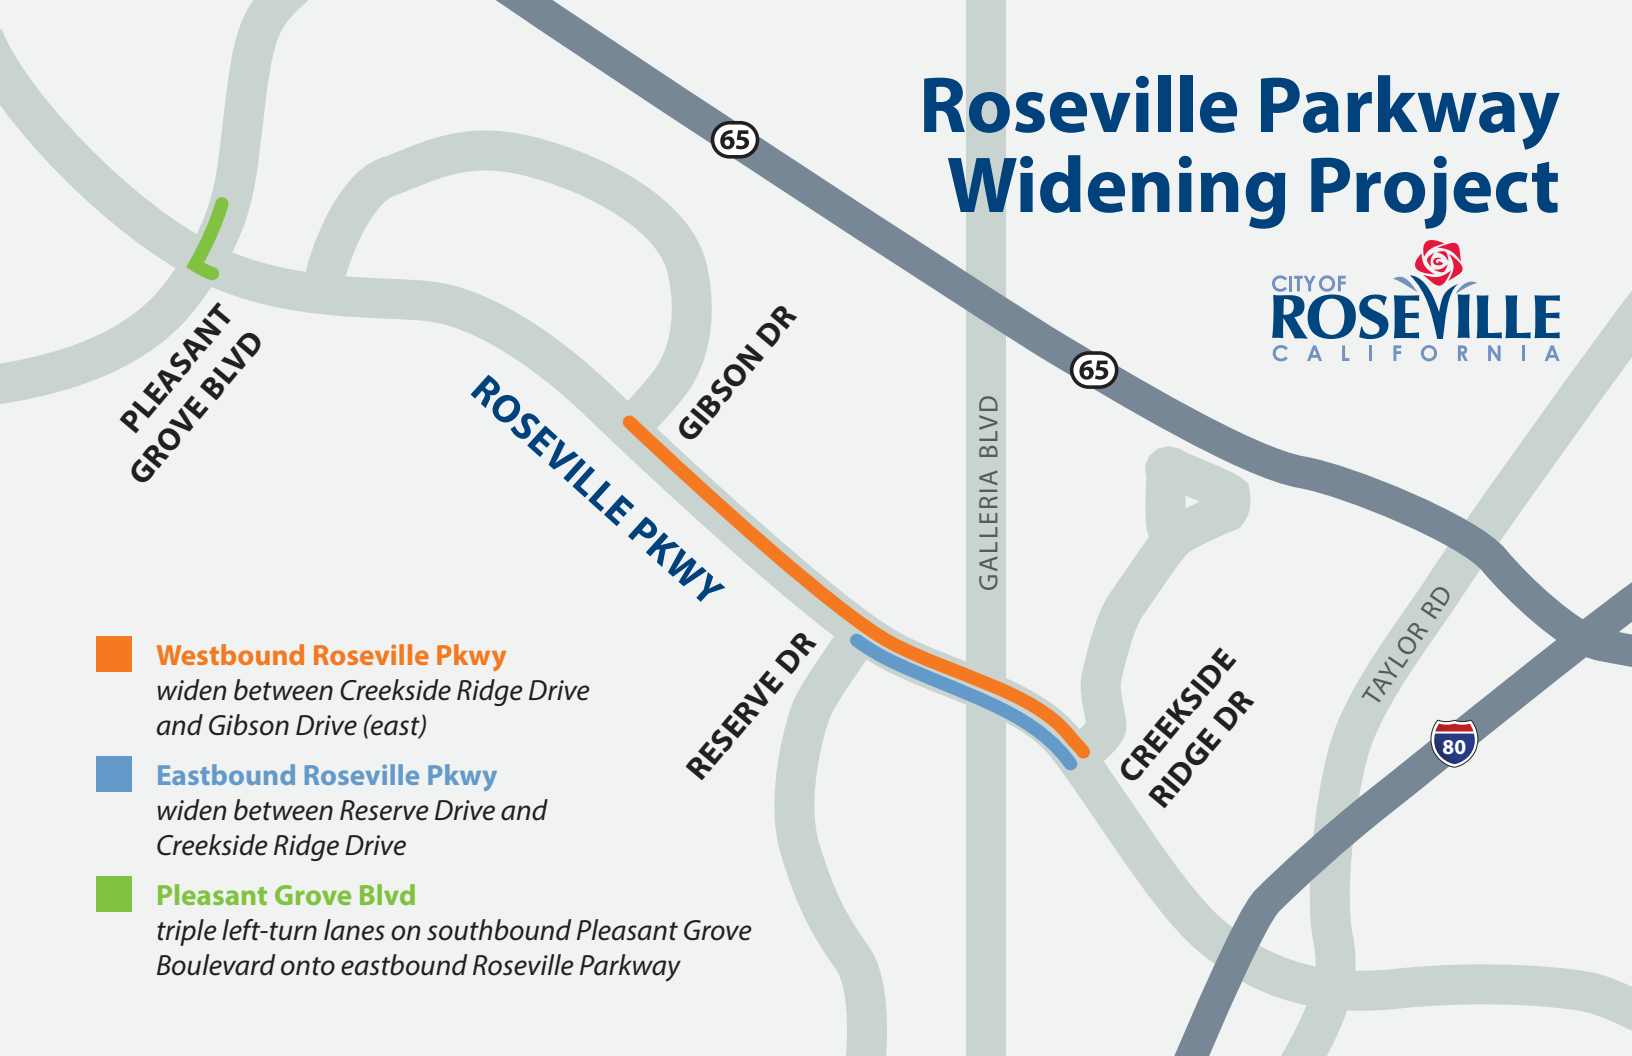 Roseville Parkway
Widening Project
CITY OF
ROSEVILLE
CALIFORNIA
65
65
PLEASANT
GROVE BLVD
GIBSON DR
ROSEVILLE PKWY
GALLERIA BLVD
TAYLOR RD
RESERVE DR
CREEKSIDE
RIDGE DR
80
Westbound Roseville Pkwy
widen between Creekside Ridge Drive
and Gibson Drive (east)
Eastbound Roseville Pkwy
widen between Reserve Drive and
Creekside Ridge Drive
Pleasant Grove Blvd
triple left-turn lanes on southbound Pleasant Grove
Boulevard onto eastbound Roseville Parkway